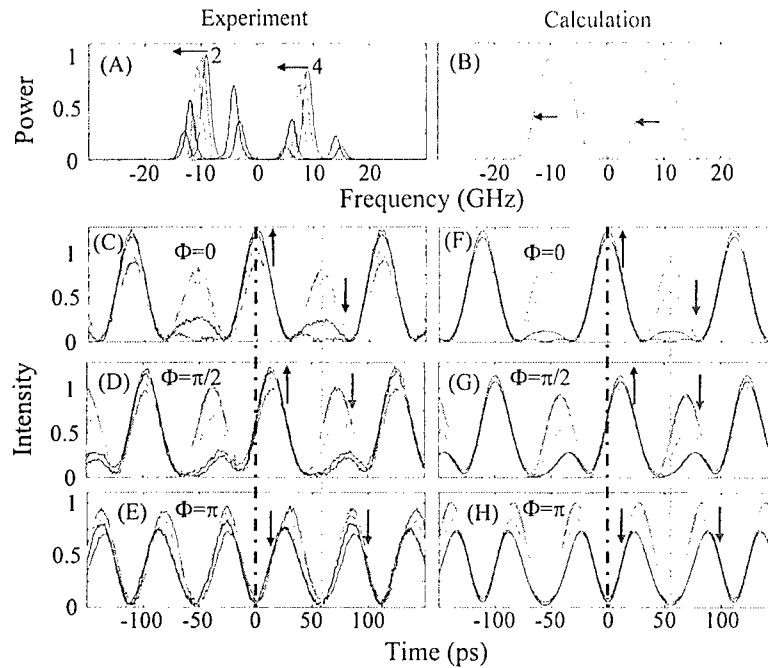 Experiment
Calculation
(A)
2
4
(B)
Power
1
0.5
0
-20 -10 0 10 20
-20 -10 0 10 20
Frequency (GHz)
(C)
Φ=0
(F)
Φ=0
1
0.5
0
(D)
Φ=π/2
(G)
Φ=π/2
Intensity
1
0.5
0
(E)
Φ=π
(H)
Φ=π
1
0.5
0
-100 -50 0 50 100
-100 -50 0 50 100
Time (ps)